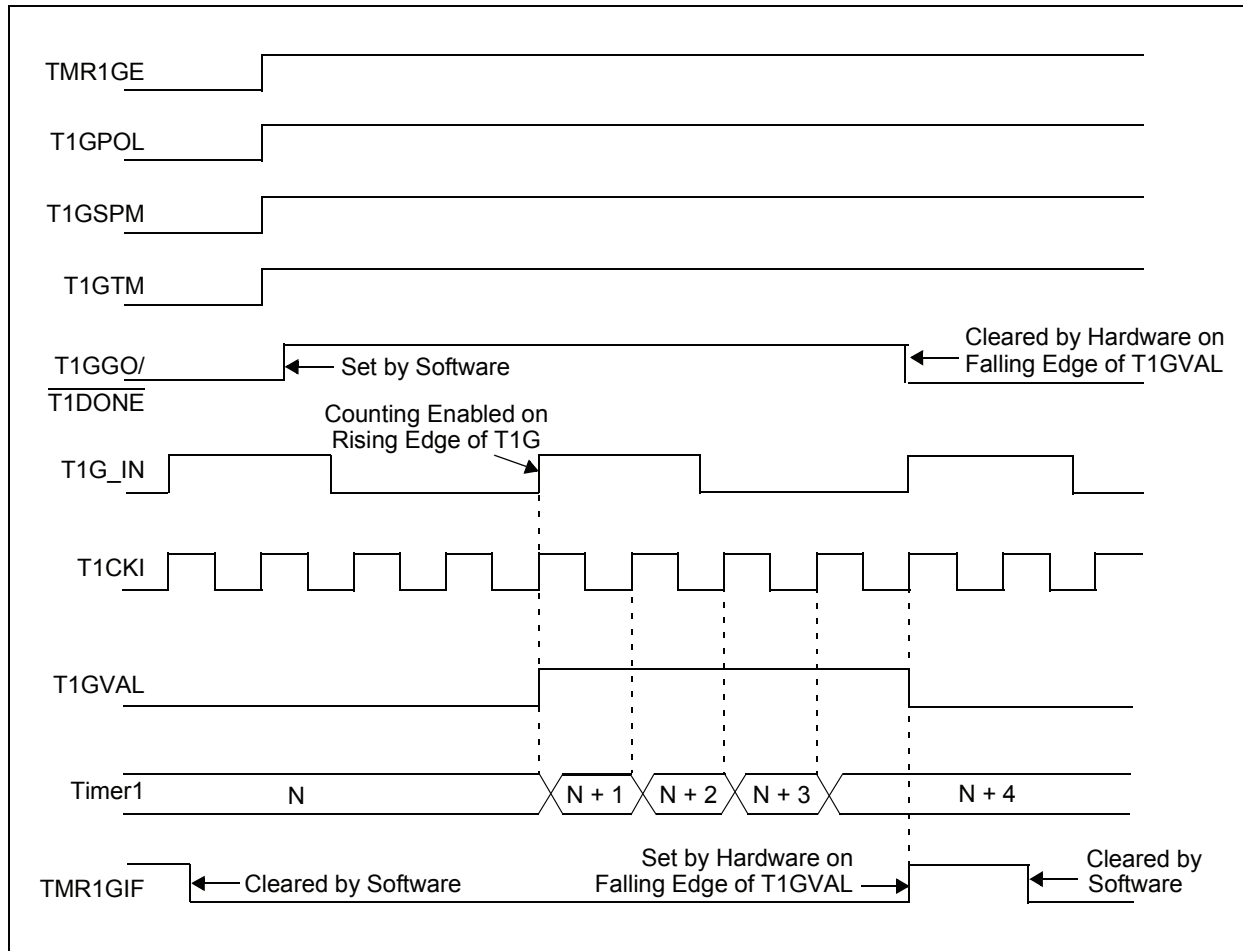 TMR1GE
T1GPOL
T1GSPM
T1GTM
T1GGO/
T1DONE
Set by Software
Cleared by Hardware on
Falling Edge of T1GVAL
Counting Enabled on
Rising Edge of T1G
T1G_IN
T1CKI
T1GVAL
Timer1
N
N + 1
N + 2
N + 3
N + 4
TMR1GIF
Cleared by Software
Set by Hardware on
Falling Edge of T1GVAL
Cleared by
Software